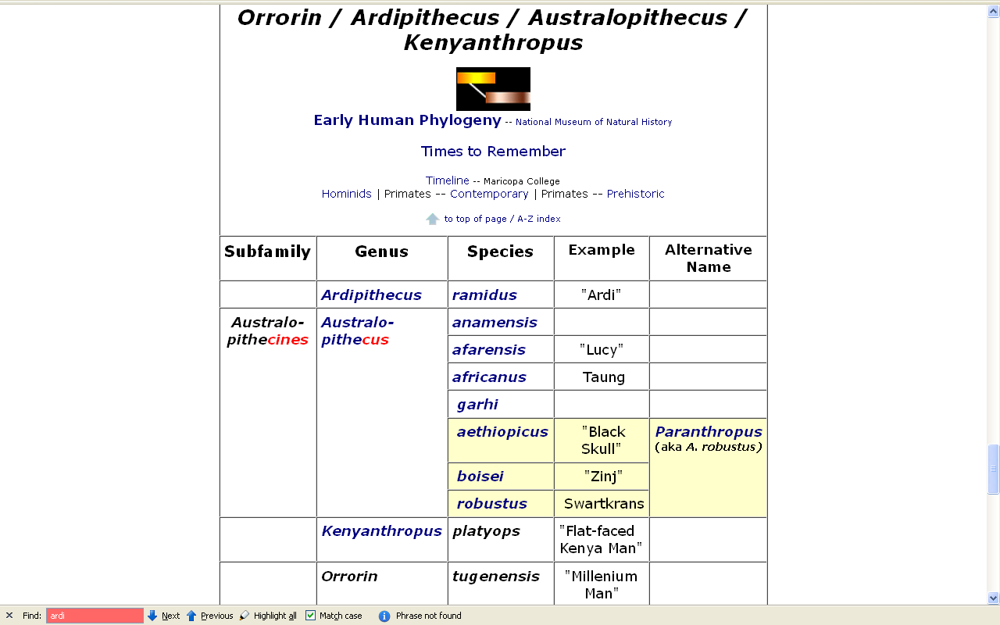 Orrorin / Ardipithecus / Australopithecus /
Kenyanthropus
Early Human Phylogeny -- National Museum of Natural History
Times to Remember
Timeline -- Maricopa College
Hominids | Primates -- Contemporary | Primates -- Prehistoric
to top of page / A-Z index
Subfamily Genus Species Example Alternative
Name
Ardipithecus ramidus "Ardi"
Australo-
pithecines
Australo-
pithecus
anamensis
afarensis "Lucy"
africanus Taung
garhi
aethiopicus "Black
Skull"
Paranthropus
(aka A. robustus)
boisei "Zinj"
robustus Swartkrans
Kenyanthropus platyops "Flat-faced
Kenya Man"
Orrorin tugenensis "Millenium
Man"
Find: ardi Next Previous Highlight all Match case Phrase not found